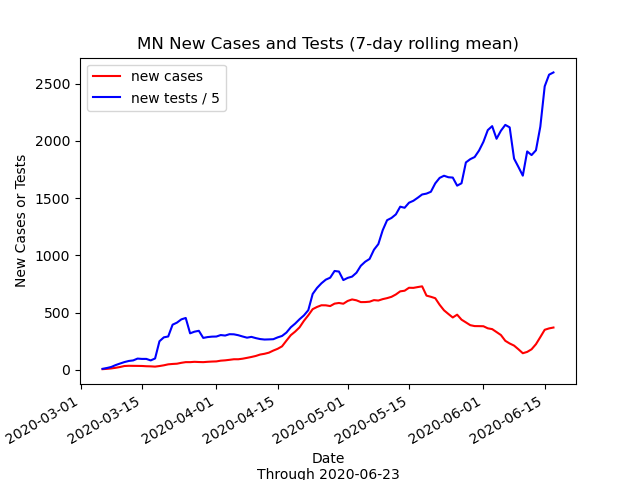 MN New Cases and Tests (7-day rolling mean)
new cases
new tests / 5
New Cases or Tests
2500
2000
1500
1000
500
0
2020-03-01
2020-03-15
2020-04-01
2020-04-15
2020-05-01
2020-05-15
2020-06-01
2020-06-15
Date
Through 2020-06-23